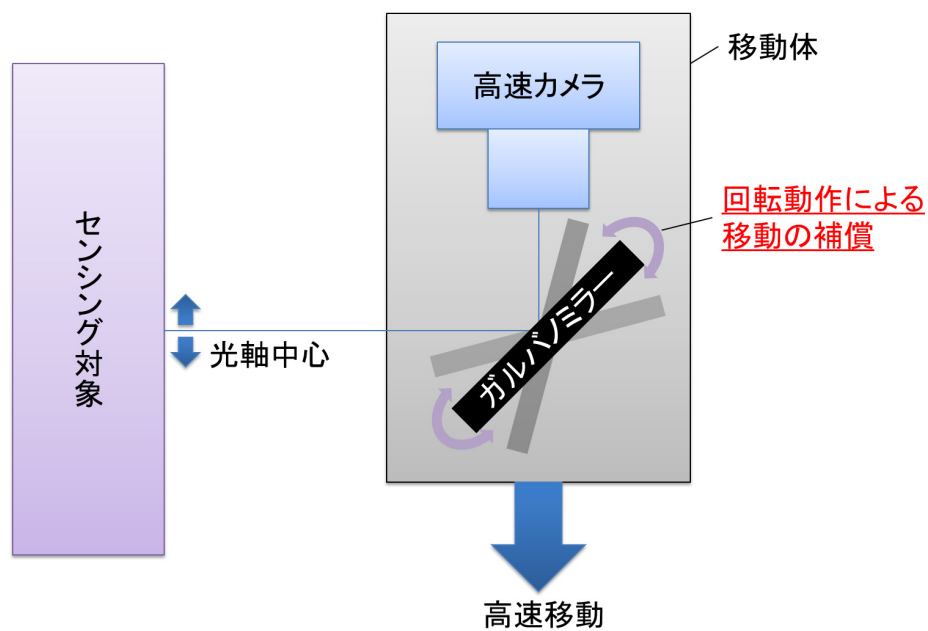 移動体
高速カメラ
回転動作による
移動の補償
センシング対象
ガルバノミラー
光軸中心
高速移動